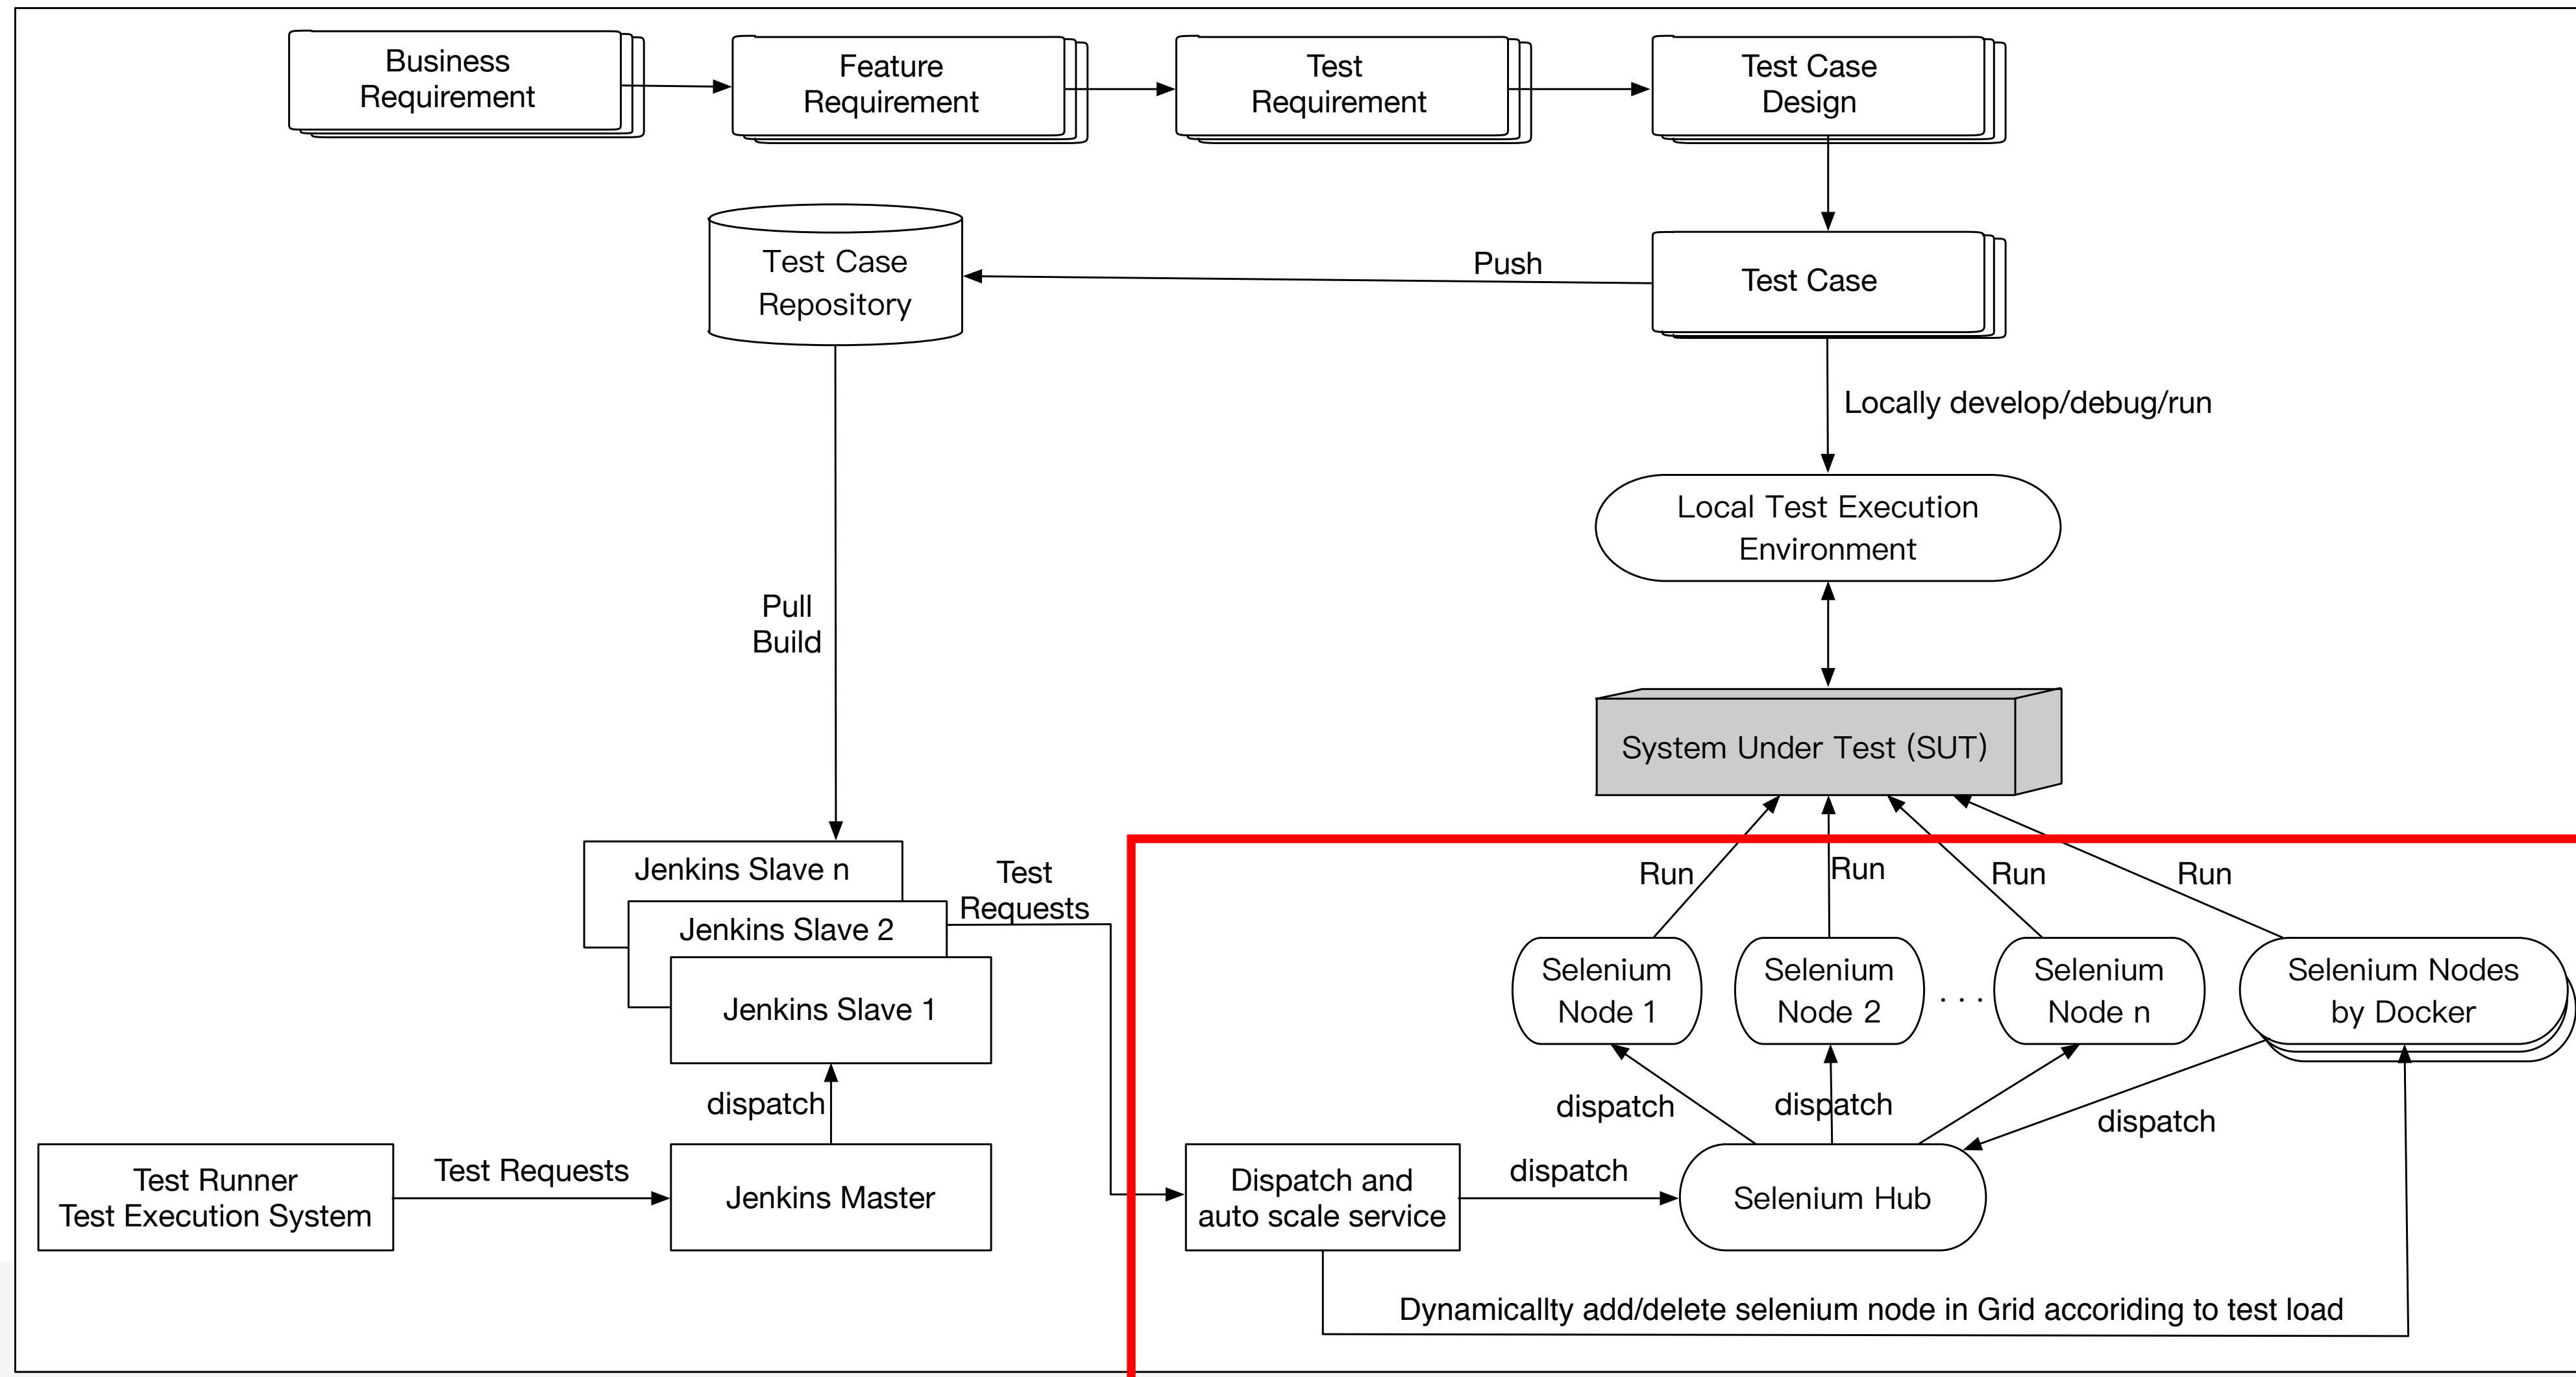 Business
Requirement
Feature
Requirement
Test
Requirement
Test Case
Design
Test Case
Repository
Push
Test Case
Locally develop/debug/run
Local Test Execution
Environment
Pull
Build
System Under Test (SUT)
Jenkins Slave n
Jenkins Slave 2
Jenkins Slave 1
Test
Requests
Run
Run
Run
Run
Selenium
Node 1
Selenium
Node 2
. . .
Selenium
Node n
Selenium Nodes
by Docker
dispatch
dispatch
dispatch
dispatch
Test Runner
Test Execution System
Test Requests
Jenkins Master
Dispatch and
auto scale service
dispatch
Selenium Hub
Dynamicallty add/delete selenium node in Grid accoriding to test load